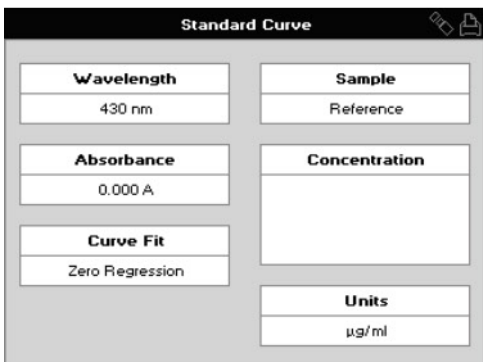 Standard Curve
Wavelength
430 nm
Absorbance
0.000 A
Curve Fit
Zero Regression
Sample
Reference
Concentration
Units
µg/ml